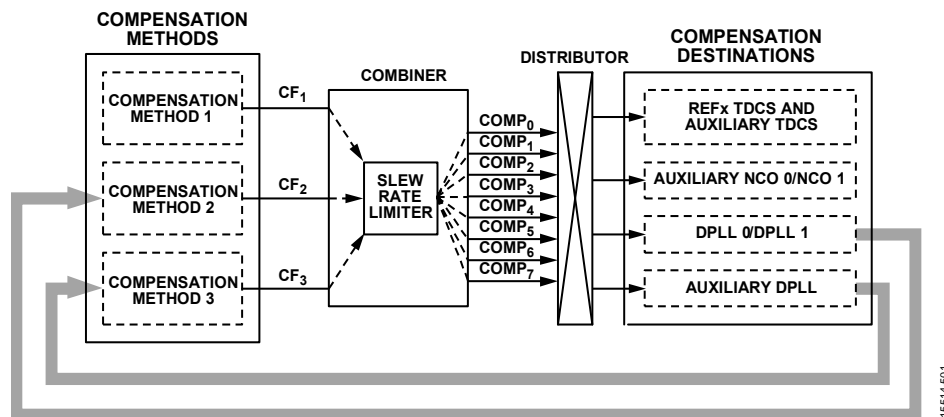 COMPENSATION
METHODS
COMPENSATION
METHOD 1
COMPENSATION
METHOD 2
COMPENSATION
METHOD 3
CF1
CF2
CF3
COMBINER
SLEW
RATE
LIMITER
COMP0
COMP1
COMP2
COMP3
COMP4
COMP5
COMP6
COMP7
DISTRIBUTOR
COMPENSATION
DESTINATIONS
REFx TDCS AND
AUXILIARY TDCS
AUXILIARY NCO 0/NCO 1
DPLL 0/DPLL 1
AUXILIARY DPLL